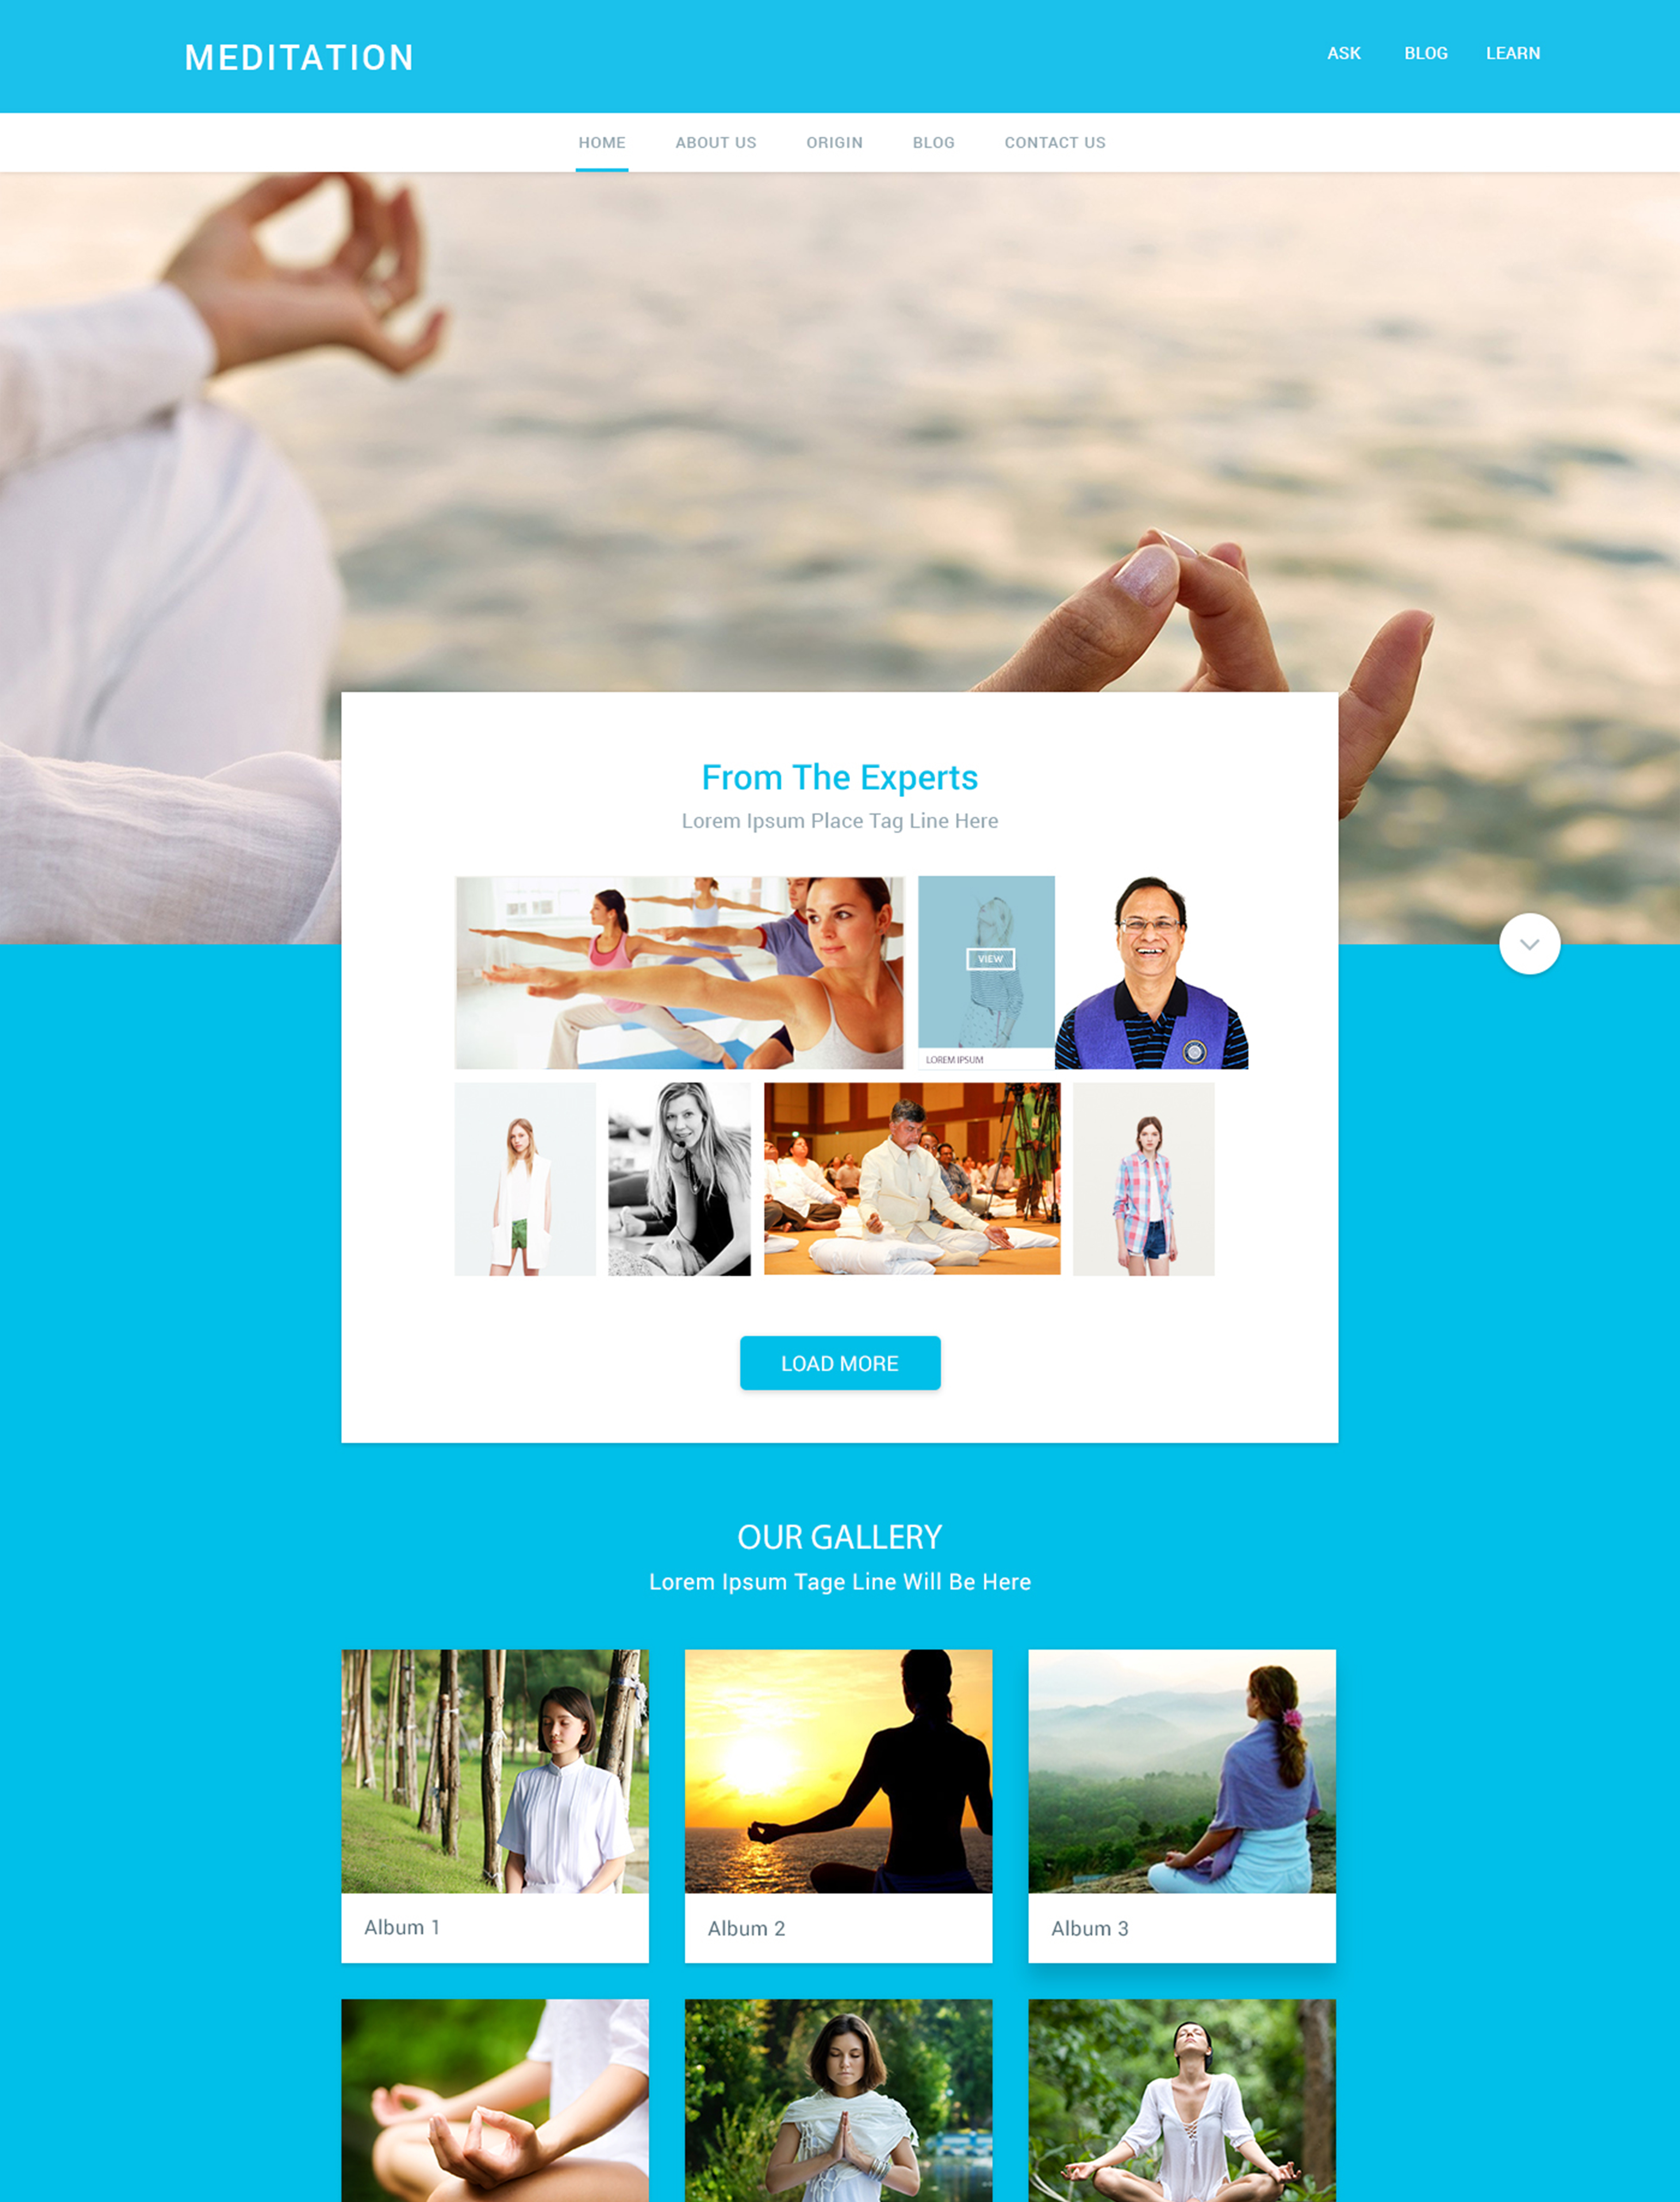 MEDITATION
ASK BLOG LEARN
HOME ABOUT US ORIGIN BLOG CONTACT US
From The Experts
Lorem Ipsum Place Tag Line Here
VIEW
LOREM IPSUM
LOAD MORE
OUR GALLERY
Lorem Ipsum Tage Line Will Be Here
Album 1
Album 2
Album 3